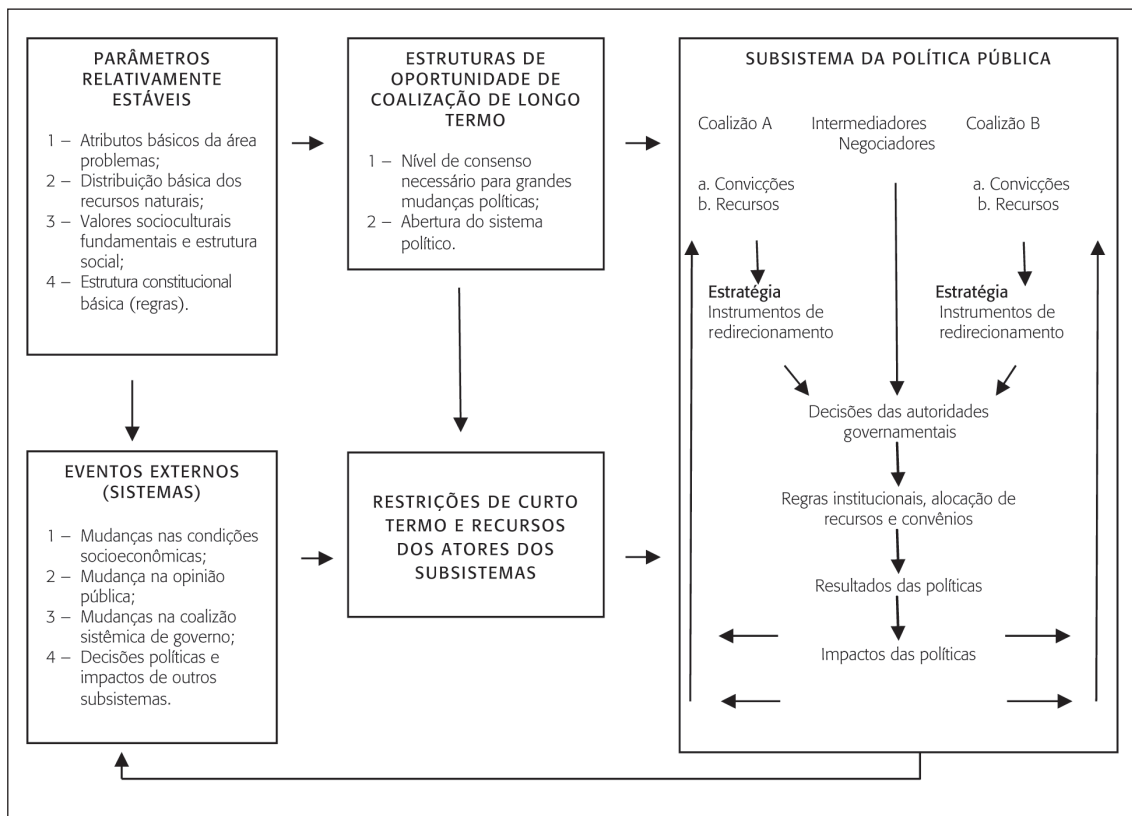 PARÂMETROS
RELATIVAMENTE
ESTÁVEIS
1 – Atributos básicos da área
problemas;
2 – Distribuição básica dos
recursos naturais;
3 – Valores socioculturais
fundamentais e estrutura
social;
4 – Estrutura constitucional
básica (regras).
ESTRUTURAS DE
OPORTUNIDADE DE
COALIZAÇÃO DE LONGO
TERMO
1 – Nível de consenso
necessário para grandes
mudanças políticas;
2 – Abertura do sistema
político.
EVENTOS EXTERNOS
(SISTEMAS)
1 – Mudanças nas condições
socioeconômicas;
2 – Mudança na opinião
pública;
3 – Mudanças na coalizão
sistêmica de governo;
4 – Decisões políticas e
impactos de outros
subsistemas.
RESTRIÇÕES DE CURTO
TERMO E RECURSOS
DOS ATORES DOS
SUBSISTEMAS
SUBSISTEMA DA POLÍTICA PÚBLICA
Coalizão A
a. Convicções
b. Recursos
Estratégia
Instrumentos de
redirecionamento
Intermediadores
Negociadores
Coalizão B
a. Convicções
b. Recursos
Estratégia
Instrumentos de
redirecionamento
Decisões das autoridades
governamentais
Regras institucionais, alocação de
recursos e convênios
Resultados das políticas
Impactos das políticas